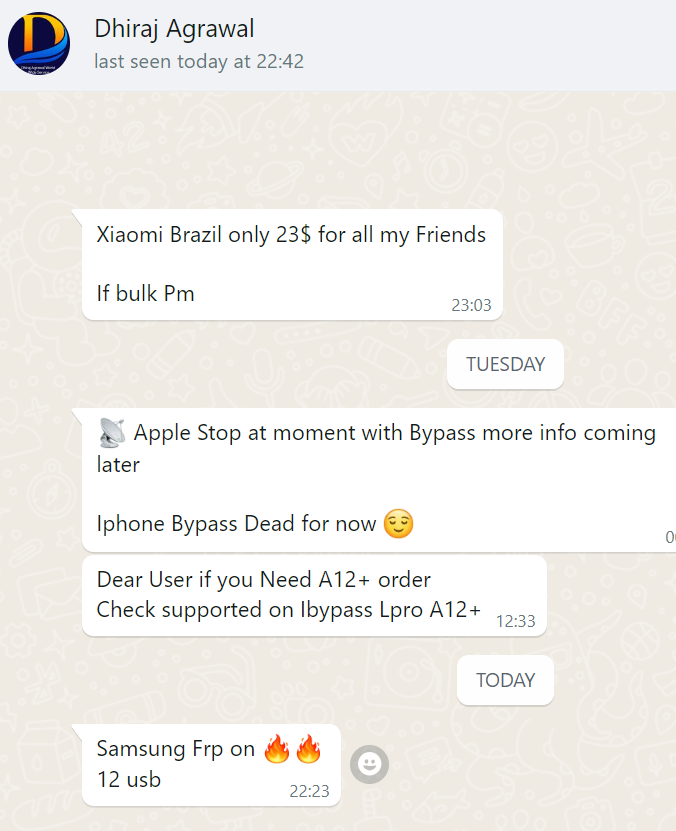 Dhiraj Agrawal
last seen today at 22:42
Xiaomi Brazil only 23$ for all my Friends
If bulk Pm
23:03
TUESDAY
📡 Apple Stop at moment with Bypass more info coming
later
Iphone Bypass Dead for now 😌
Dear User if you Need A12+ order
Check supported on Ibypass Lpro A12+
12:33
TODAY
Samsung Frp on 🔥🔥
12 usb
22:23